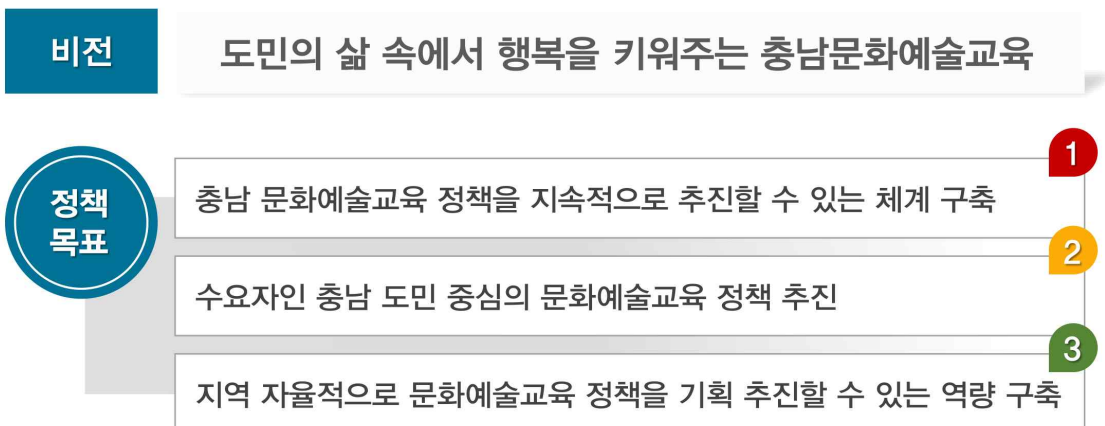 비전
도민의 삶 속에서 행복을 키워주는 충남문화예술교육
정책
목표
1
충남 문화예술교육 정책을 지속적으로 추진할 수 있는 체계 구축
2
수요자인 충남 도민 중심의 문화예술교육 정책 추진
3
지역 자율적으로 문화예술교육 정책을 기획 추진할 수 있는 역량 구축